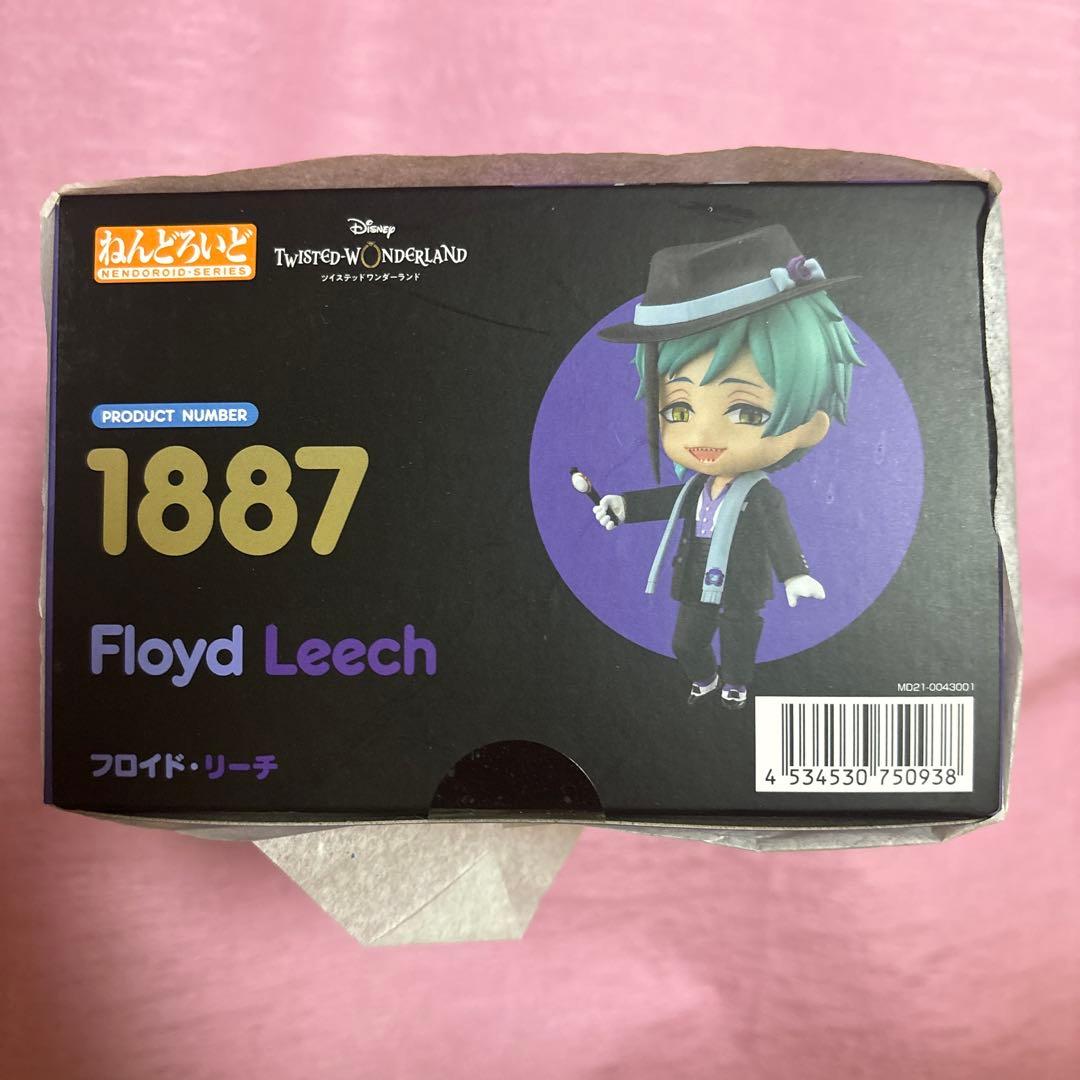 ねんどろいど
NENDOROID・SERIES
Disney
TWISTED-WONDERLAND
ツイステッドワンダーランド
PRODUCT NUMBER
1887
Floyd Leech
フロイド・リーチ
MD21-0043001
4 534530 750938